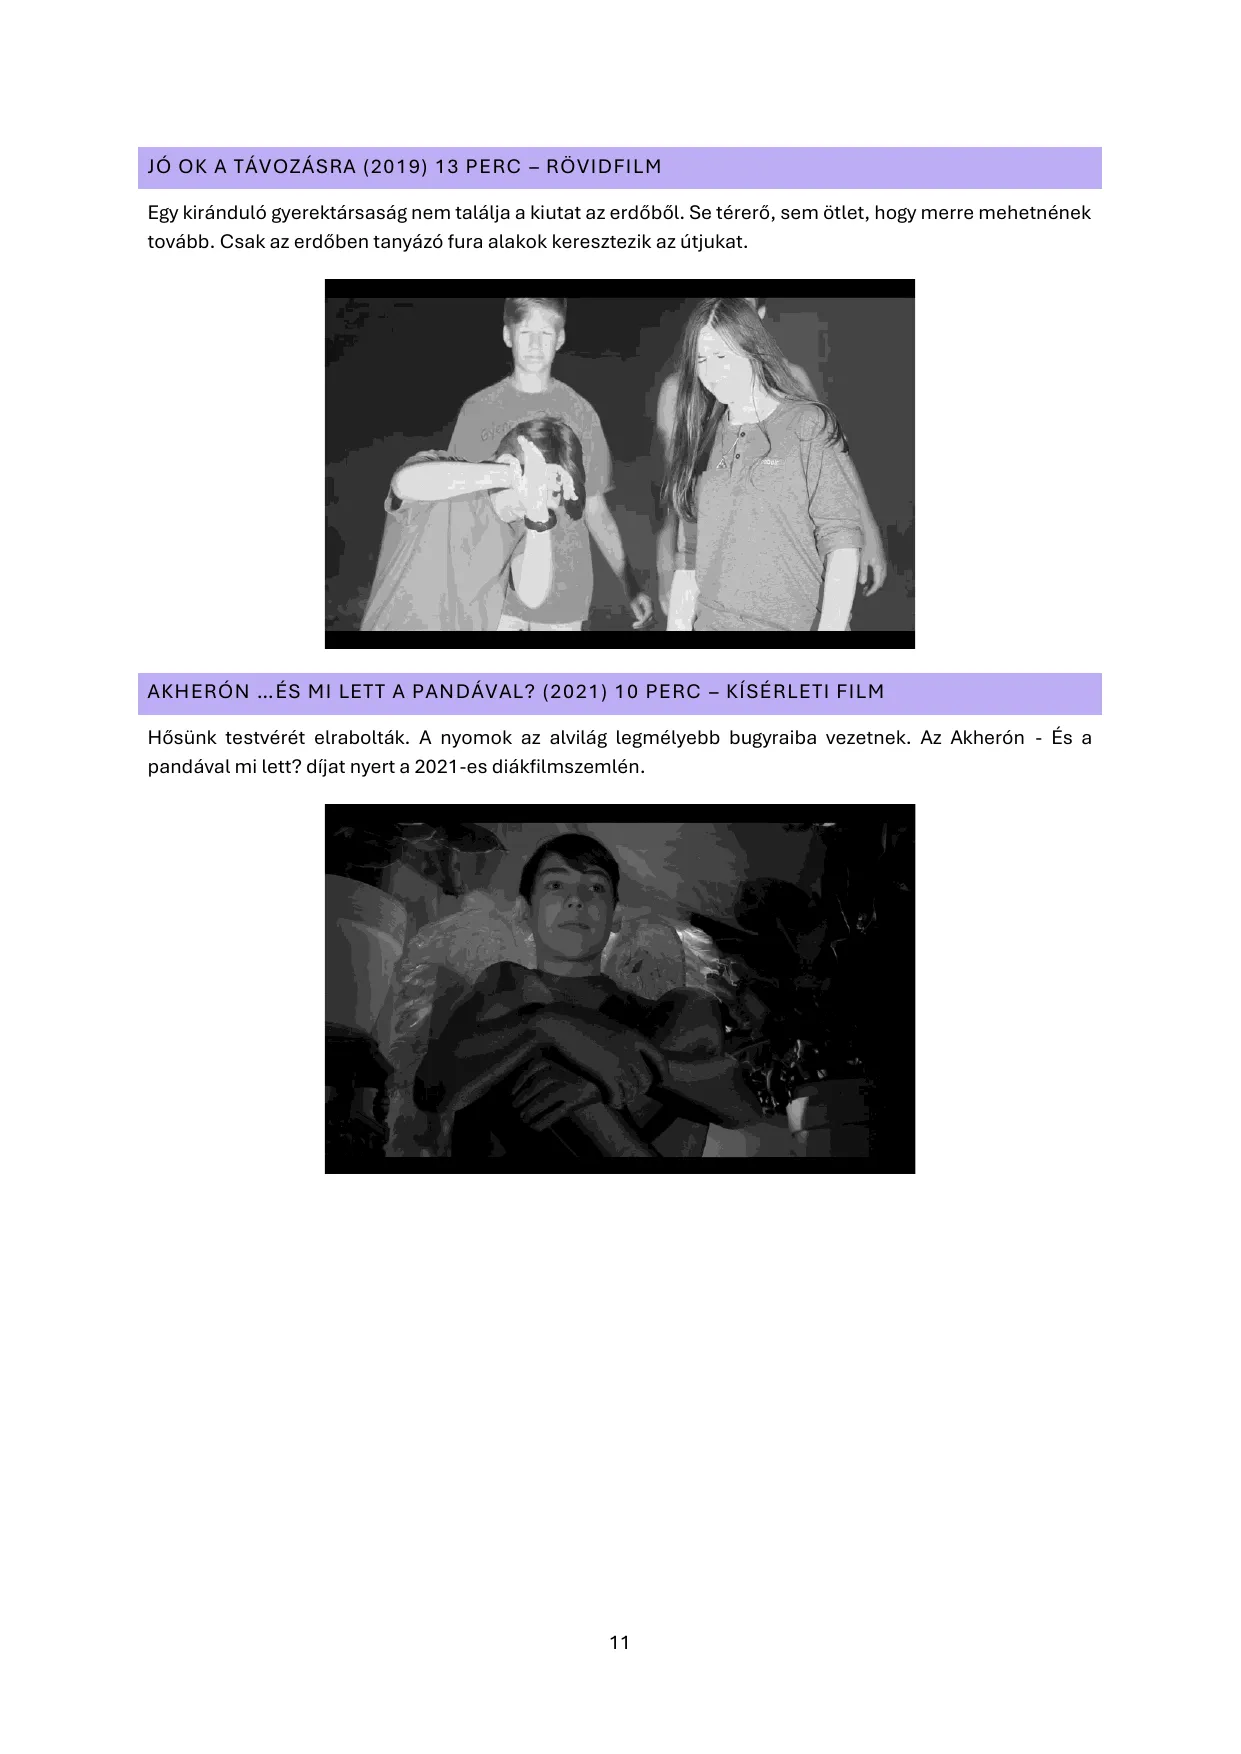 JÓ OK A TÁVOZÁSRA (2019) 13 PERC – RÖVIDFILM
Egy kiránduló gyerektársaság nem találja a kiutat az erdőből. Se térerő, sem ötlet, hogy merre mehetnének
tovább. Csak az erdőben tanyázó fura alakok keresztezik az útjukat.
AKHERÓN …ÉS MI LETT A PANDÁVAL? (2021) 10 PERC – KÍSÉRLETI FILM
Hősünk testvérét elrabolták. A nyomok az alvilág legmélyebb bugyraiba vezetnek. Az Akherón - És a
pandával mi lett? díjat nyert a 2021-es diákfilmszemlén.
11